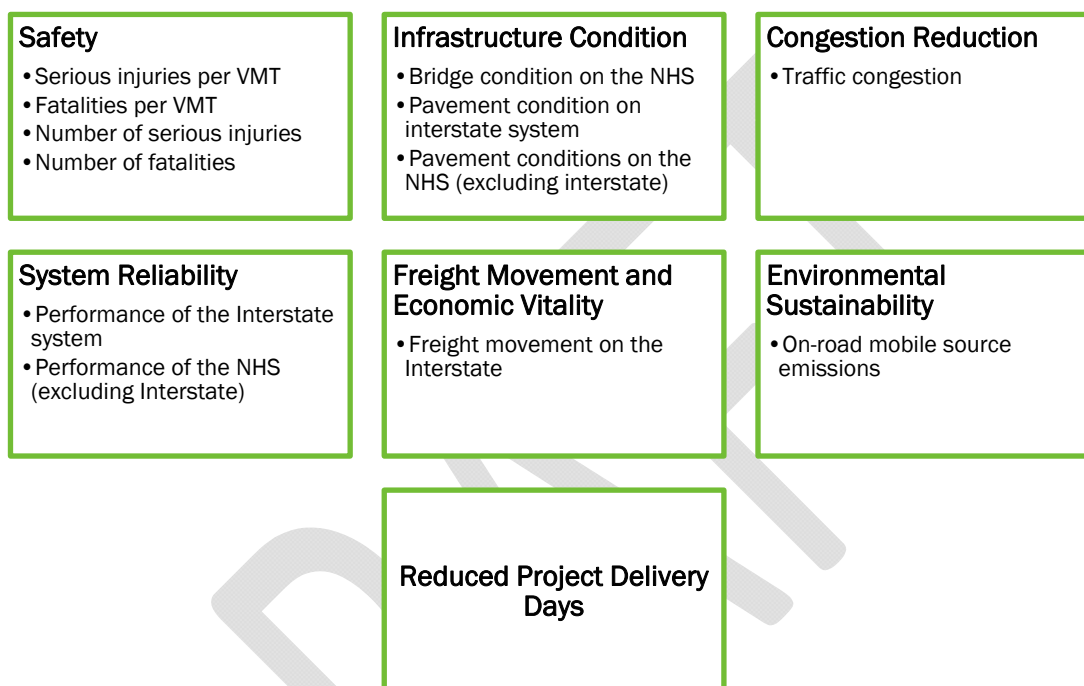 Safety
•Serious injuries per VMT
•Fatalities per VMT
•Number of serious injuries
•Number of fatalities
Infrastructure Condition
•Bridge condition on the NHS
•Pavement condition on
interstate system
•Pavement conditions on the
NHS (excluding interstate)
Congestion Reduction
•Traffic congestion
System Reliability
•Performance of the Interstate
system
•Performance of the NHS
(excluding Interstate)
Freight Movement and
Economic Vitality
•Freight movement on the
Interstate
Environmental
Sustainability
•On-road mobile source
emissions
Reduced Project Delivery
Days
DRAFT